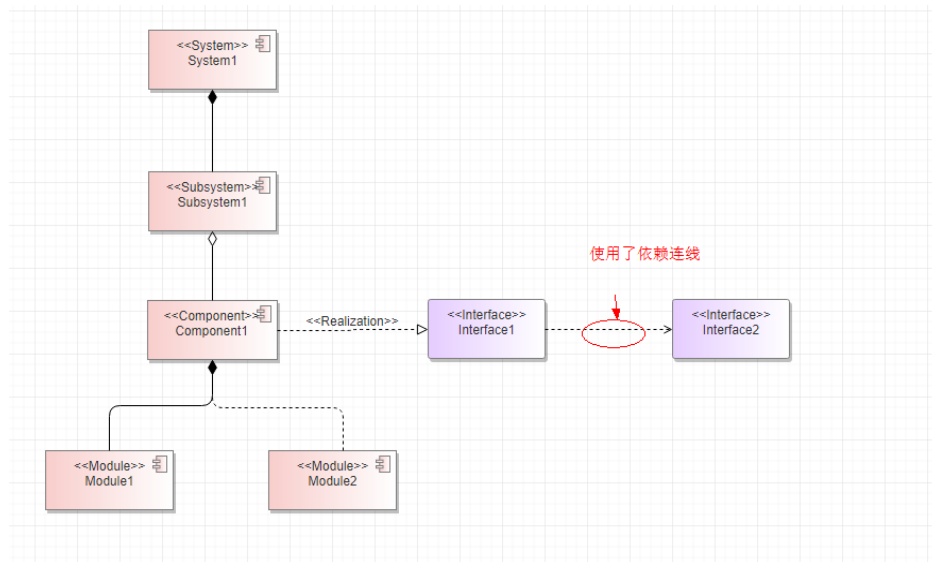 <<System>>
System1
<<Subsystem>>
Subsystem1
使用了依赖连线
<<Component>>
Component1
<<Realization>>
<<Interface>>
Interface1
<<Interface>>
Interface2
<<Module>>
Module1
<<Module>>
Module2